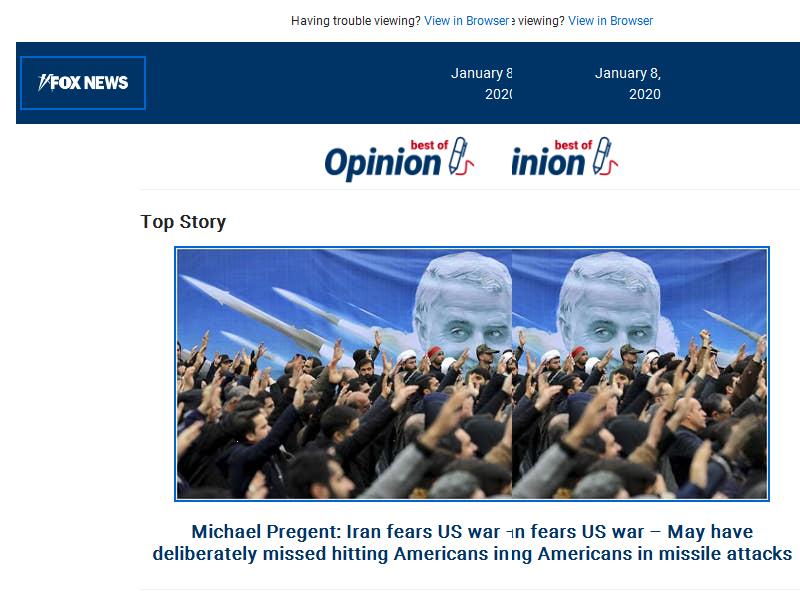 Having trouble viewing? View in Browser e viewing? View in Browser
FOX NEWS
January 8 January 8,
2020 2020
best of best of
Opinion inion
Top Story
Michael Pregent: Iran fears US war -n fears US war – May have
deliberately missed hitting Americans inng Americans in missile attacks